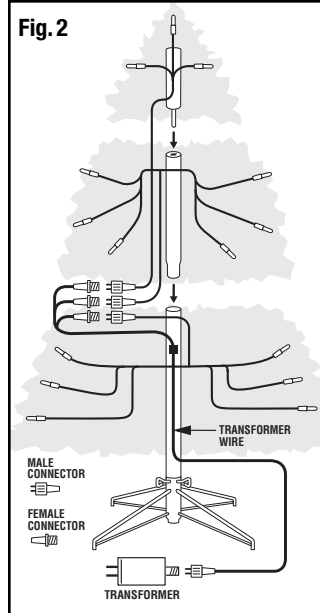 Fig. 2
TRANSFORMER
WIRE
MALE
CONNECTOR
FEMALE
CONNECTOR
TRANSFORMER